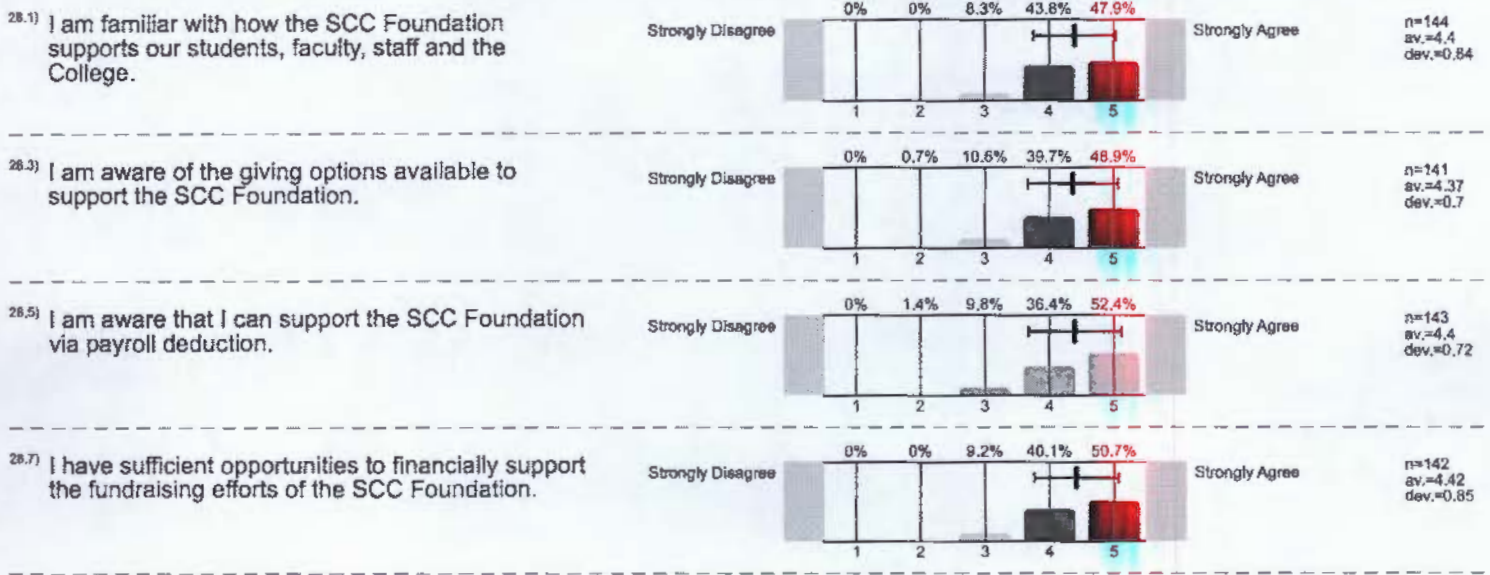 28.1) I am familiar with how the SCC Foundation
supports our students, faculty, staff and the
College.
Strongly Disagree
0% 0% 8.3% 43.8% 47.9%
1 2 3 4 5
Strongly Agree
n=144
av.=4.4
dev.=0.64
28.3) I am aware of the giving options available to
support the SCC Foundation.
Strongly Disagree
0% 0.7% 10.6% 39.7% 48.9%
1 2 3 4 5
Strongly Agree
n=141
av.=4.37
dev.=0.7
28.5) I am aware that I can support the SCC Foundation
via payroll deduction.
Strongly Disagree
0% 1.4% 9.8% 36.4% 52.4%
1 2 3 4 5
Strongly Agree
n=143
av.=4.4
dev.=0.72
28.7) I have sufficient opportunities to financially support
the fundraising efforts of the SCC Foundation.
Strongly Disagree
0% 0% 9.2% 40.1% 50.7%
1 2 3 4 5
Strongly Agree
n=142
av.=4.42
dev.=0.65